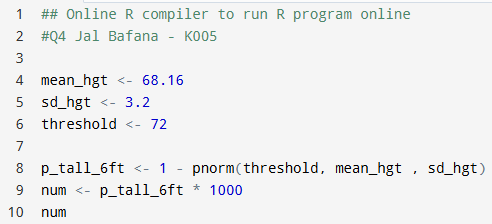 1 ## Online R compiler to run R program online
2 #Q4 Jal Bafana - K005
3
4 mean_hgt <- 68.16
5 sd_hgt <- 3.2
6 threshold <- 72
7
8 p_tall_6ft <- 1 - pnorm(threshold, mean_hgt , sd_hgt)
9 num <- p_tall_6ft * 1000
10 num